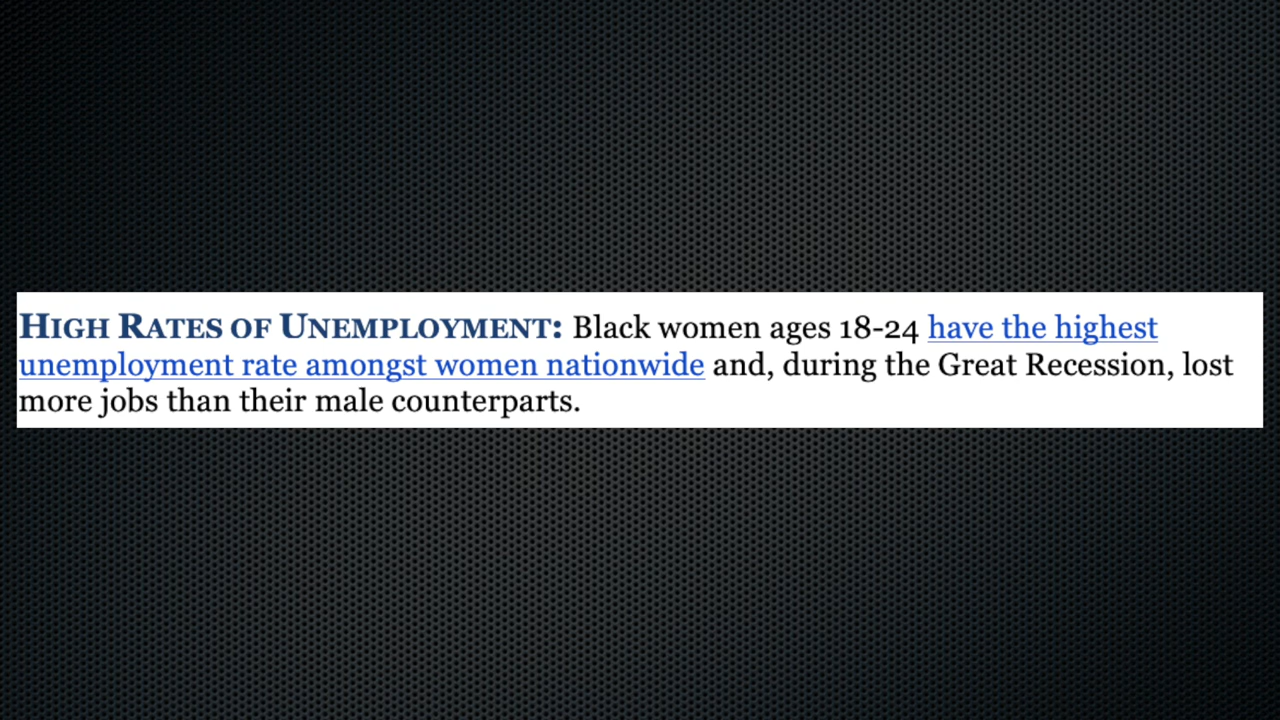 HIGH RATES OF UNEMPLOYMENT: Black women ages 18-24 have the highest
unemployment rate amongst women nationwide and, during the Great Recession, lost
more jobs than their male counterparts.